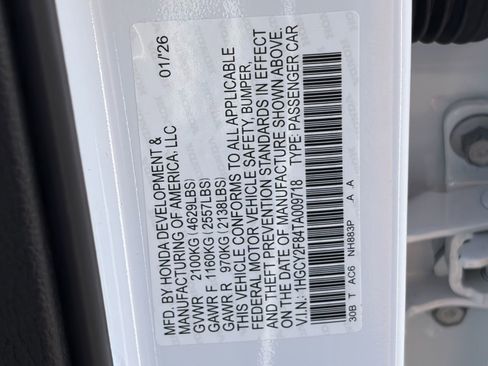 MFD. BY HONDA DEVELOPMENT & 01/'26
MANUFACTURING OF AMERICA, LLC
GVWR 2100KG (4629LBS)
GAWR F 1160KG (2557LBS)
GAWR R 970KG (2138LBS)
THIS VEHICLE CONFORMS TO ALL APPLICABLE
FEDERAL MOTOR VEHICLE SAFETY, BUMPER,
AND THEFT PREVENTION STANDARDS IN EFFECT
ON THE DATE OF MANUFACTURE SHOWN ABOVE.
V.I.N.: 1HGCY2F84TA009718 TYPE: PASSENGER CAR
30B T AC6 NH883P A A